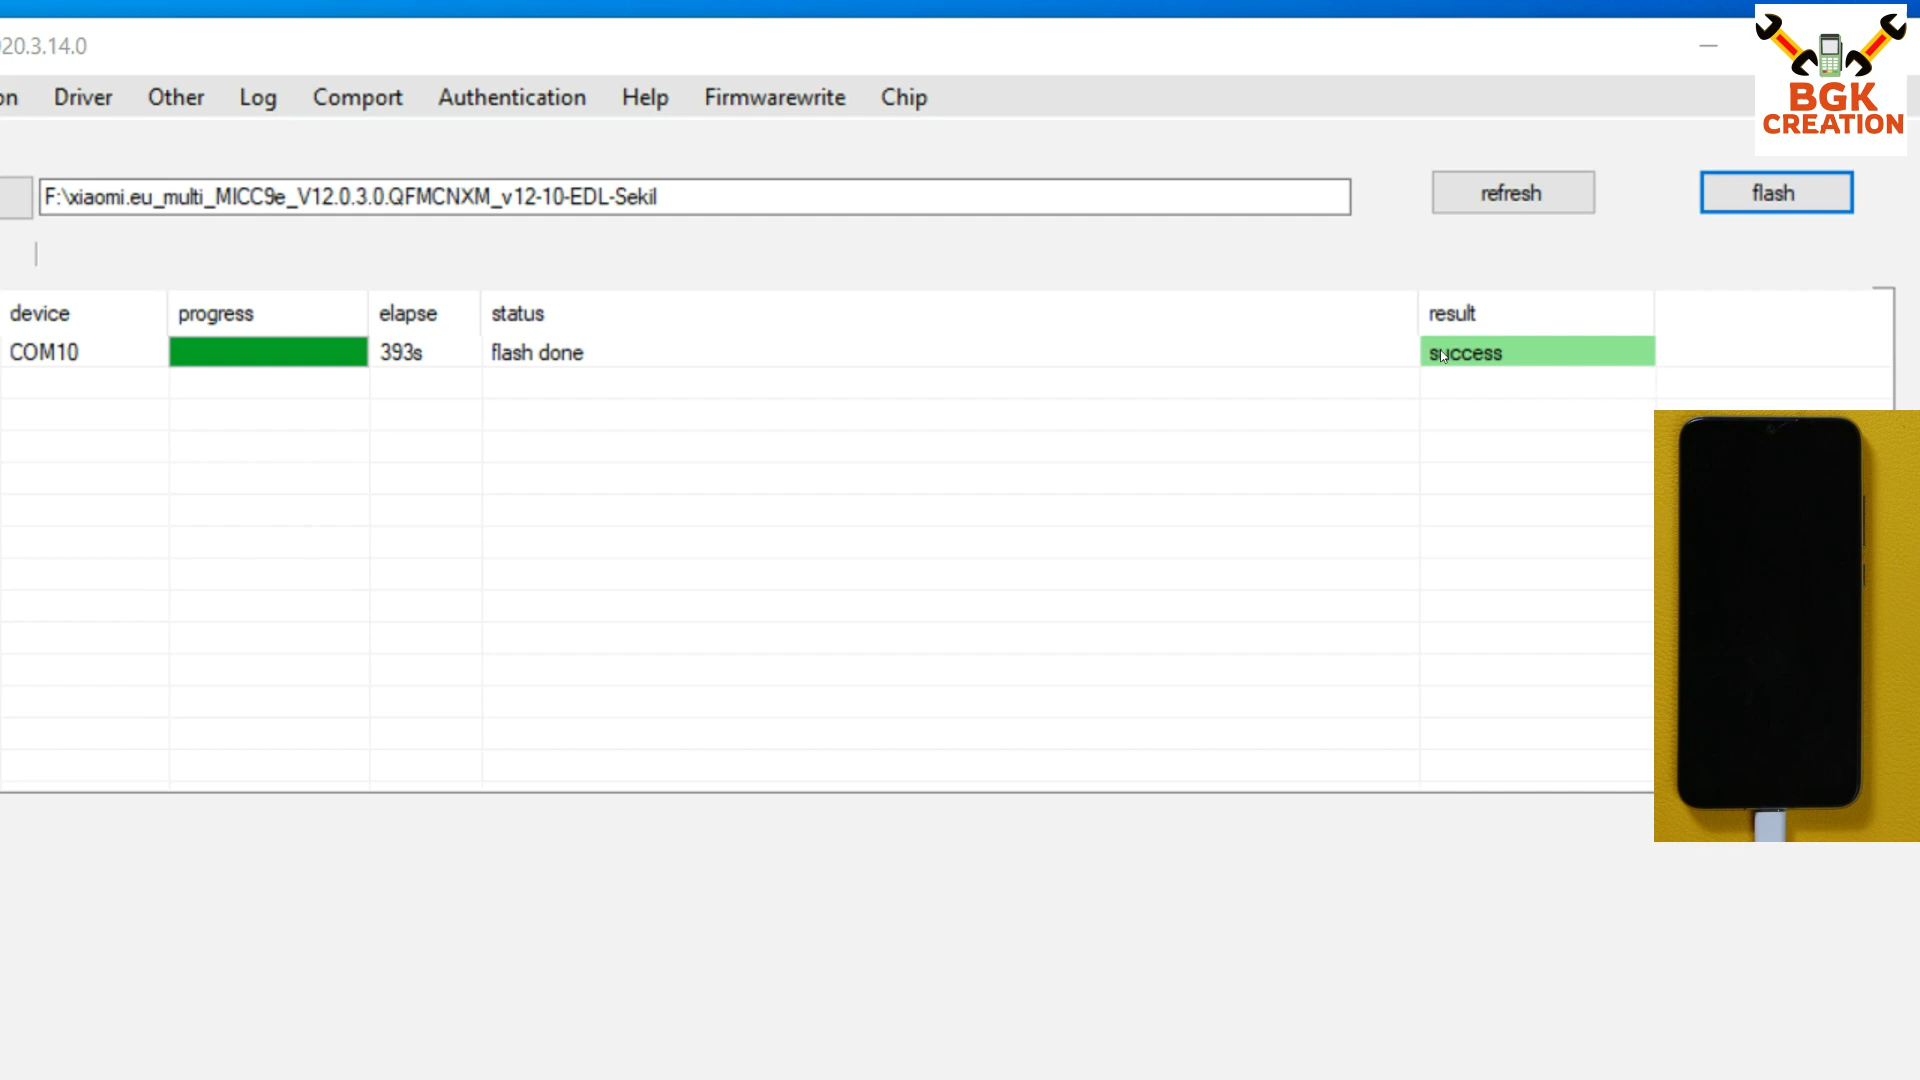 20.3.14.0
on Driver Other Log Comport Authentication Help Firmwarewrite Chip
BGK
CREATION
F:\xiaomi.eu_multi_MICC9e_V12.0.3.0.QFMCNXM_v12-10-EDL-Sekil refresh flash
device progress elapse status result
COM10 393s flash done success